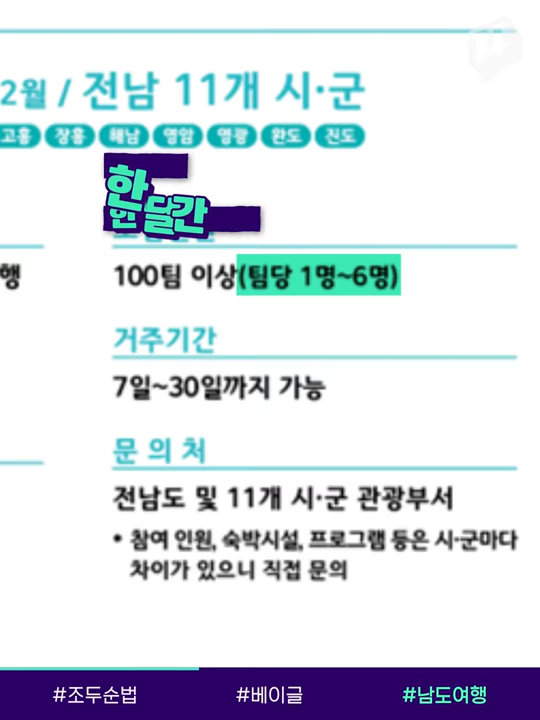 2월 / 전남 11개 시·군
고흥 장흥 해남 영암 영광 완도 진도
한
달간
행
100팀 이상(팀당 1명~6명)
거주기간
7일~30일까지 가능
문 의 처
전남도 및 11개 시·군 관광부서
• 참여 인원, 숙박시설, 프로그램 등은 시·군마다
차이가 있으니 직접 문의
#조두순법 #베이글 #남도여행